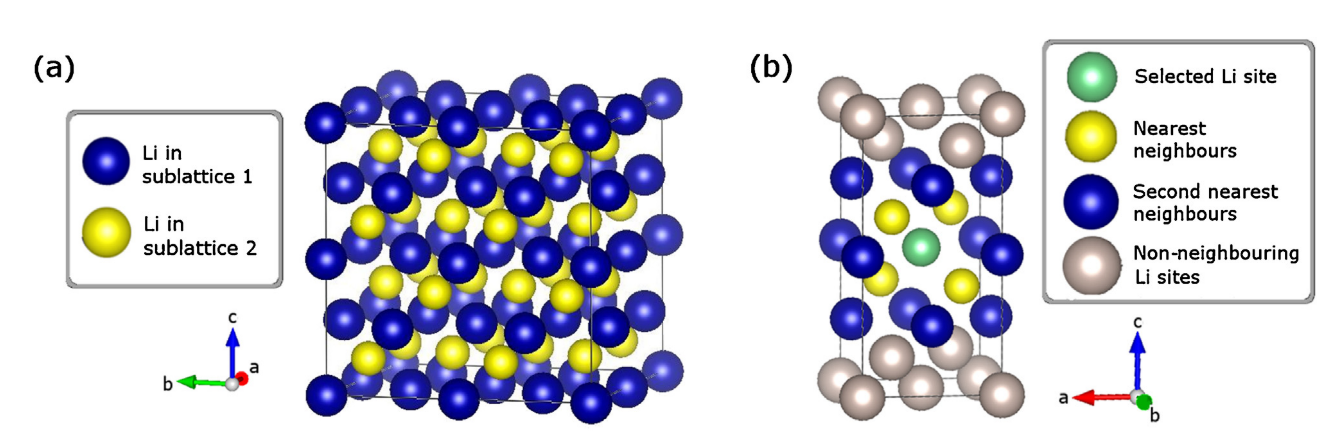 (a)
Li in
sublattice 1
Li in
sublattice 2
c
a
b
(b)
Selected Li site
Nearest
neighbours
Second nearest
neighbours
Non-neighbouring
Li sites
c
a
b